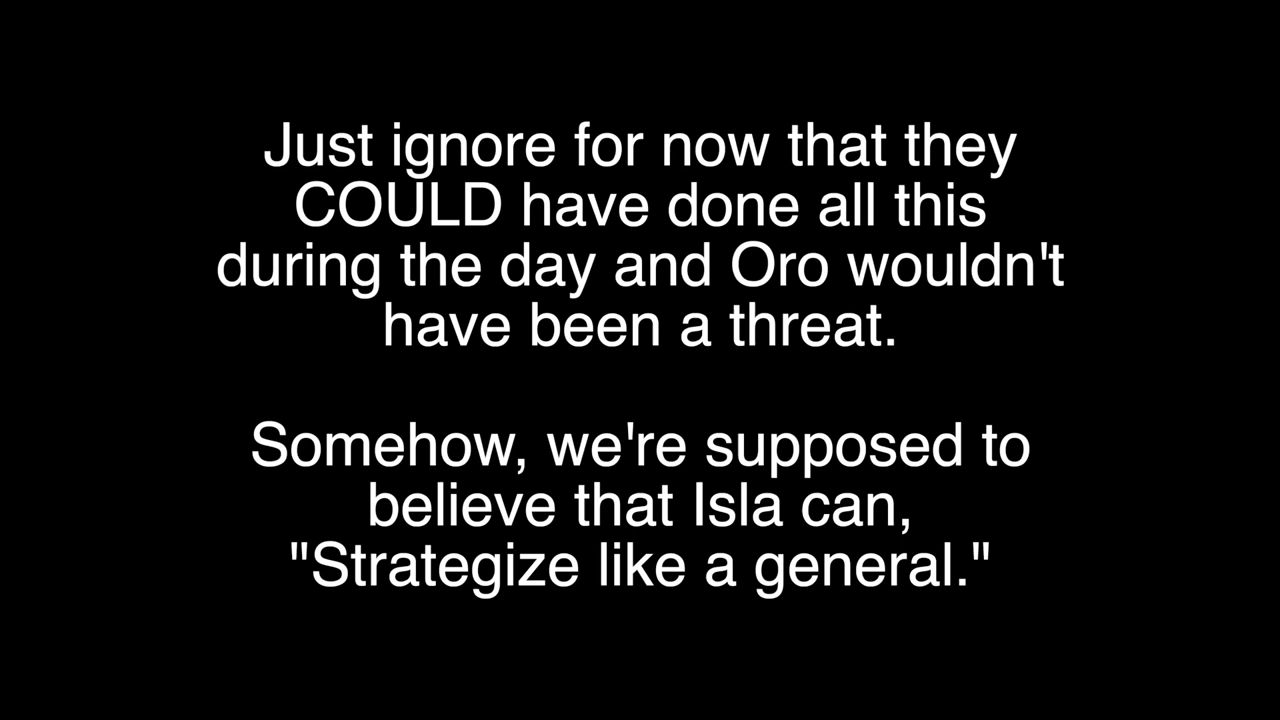 Just ignore for now that they
COULD have done all this
during the day and Oro wouldn't
have been a threat.
Somehow, we're supposed to
believe that Isla can,
"Strategize like a general."